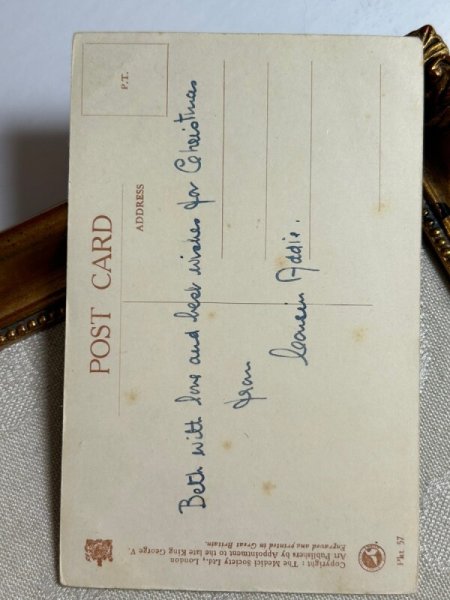 P.T.
POST CARD
ADDRESS
Beth with love and best wishes for Christmas
from
Cousin Addie.
Copyright : The Medici Society Ltd., London
Art Publishers by Appointment to the late King George V.
Engraved and printed in Great Britain.
Pkt. 57